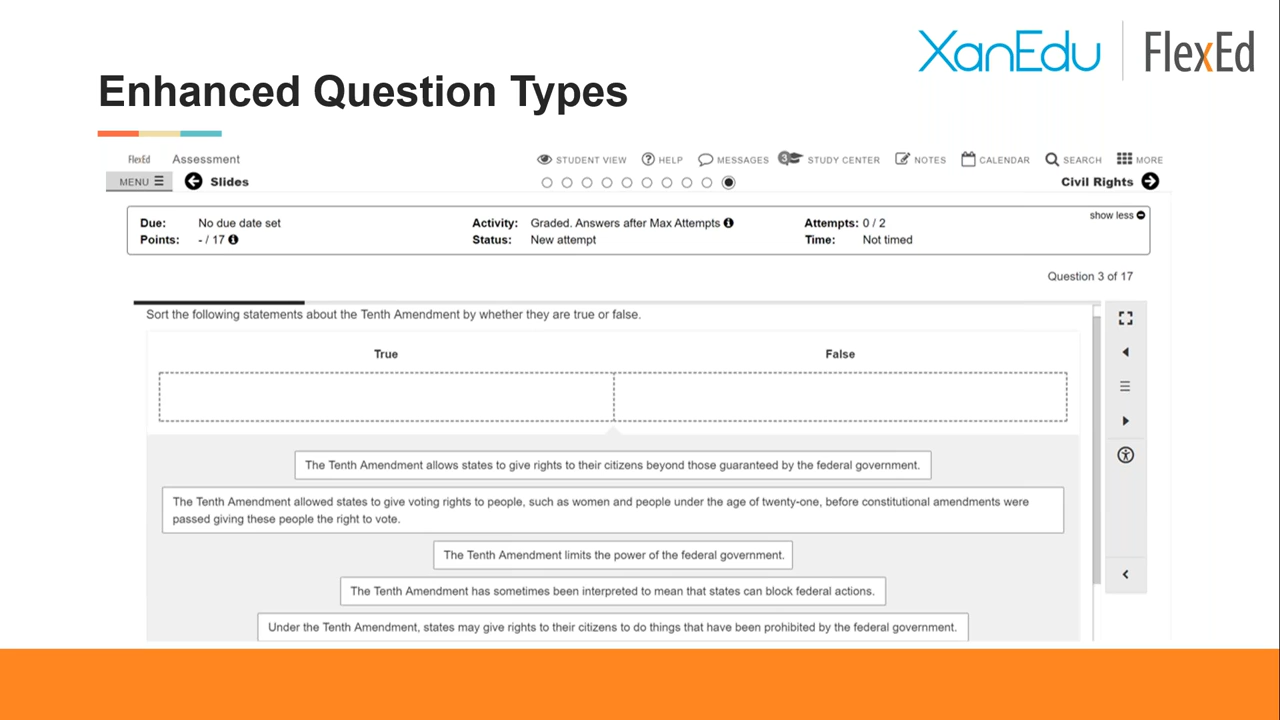 XanEdu FlexEd
Enhanced Question Types
FlexEd Assessment STUDENT VIEW ? HELP MESSAGES 3 STUDY CENTER NOTES CALENDAR SEARCH MORE
MENU Slides Civil Rights
show less
Due: No due date set Activity: Graded. Answers after Max Attempts Attempts: 0 / 2
Points: - / 17 Status: New attempt Time: Not timed
Question 3 of 17
Sort the following statements about the Tenth Amendment by whether they are true or false.
True False
The Tenth Amendment allows states to give rights to their citizens beyond those guaranteed by the federal government.
The Tenth Amendment allowed states to give voting rights to people, such as women and people under the age of twenty-one, before constitutional amendments were
passed giving these people the right to vote.
The Tenth Amendment limits the power of the federal government.
The Tenth Amendment has sometimes been interpreted to mean that states can block federal actions.
Under the Tenth Amendment, states may give rights to their citizens to do things that have been prohibited by the federal government.